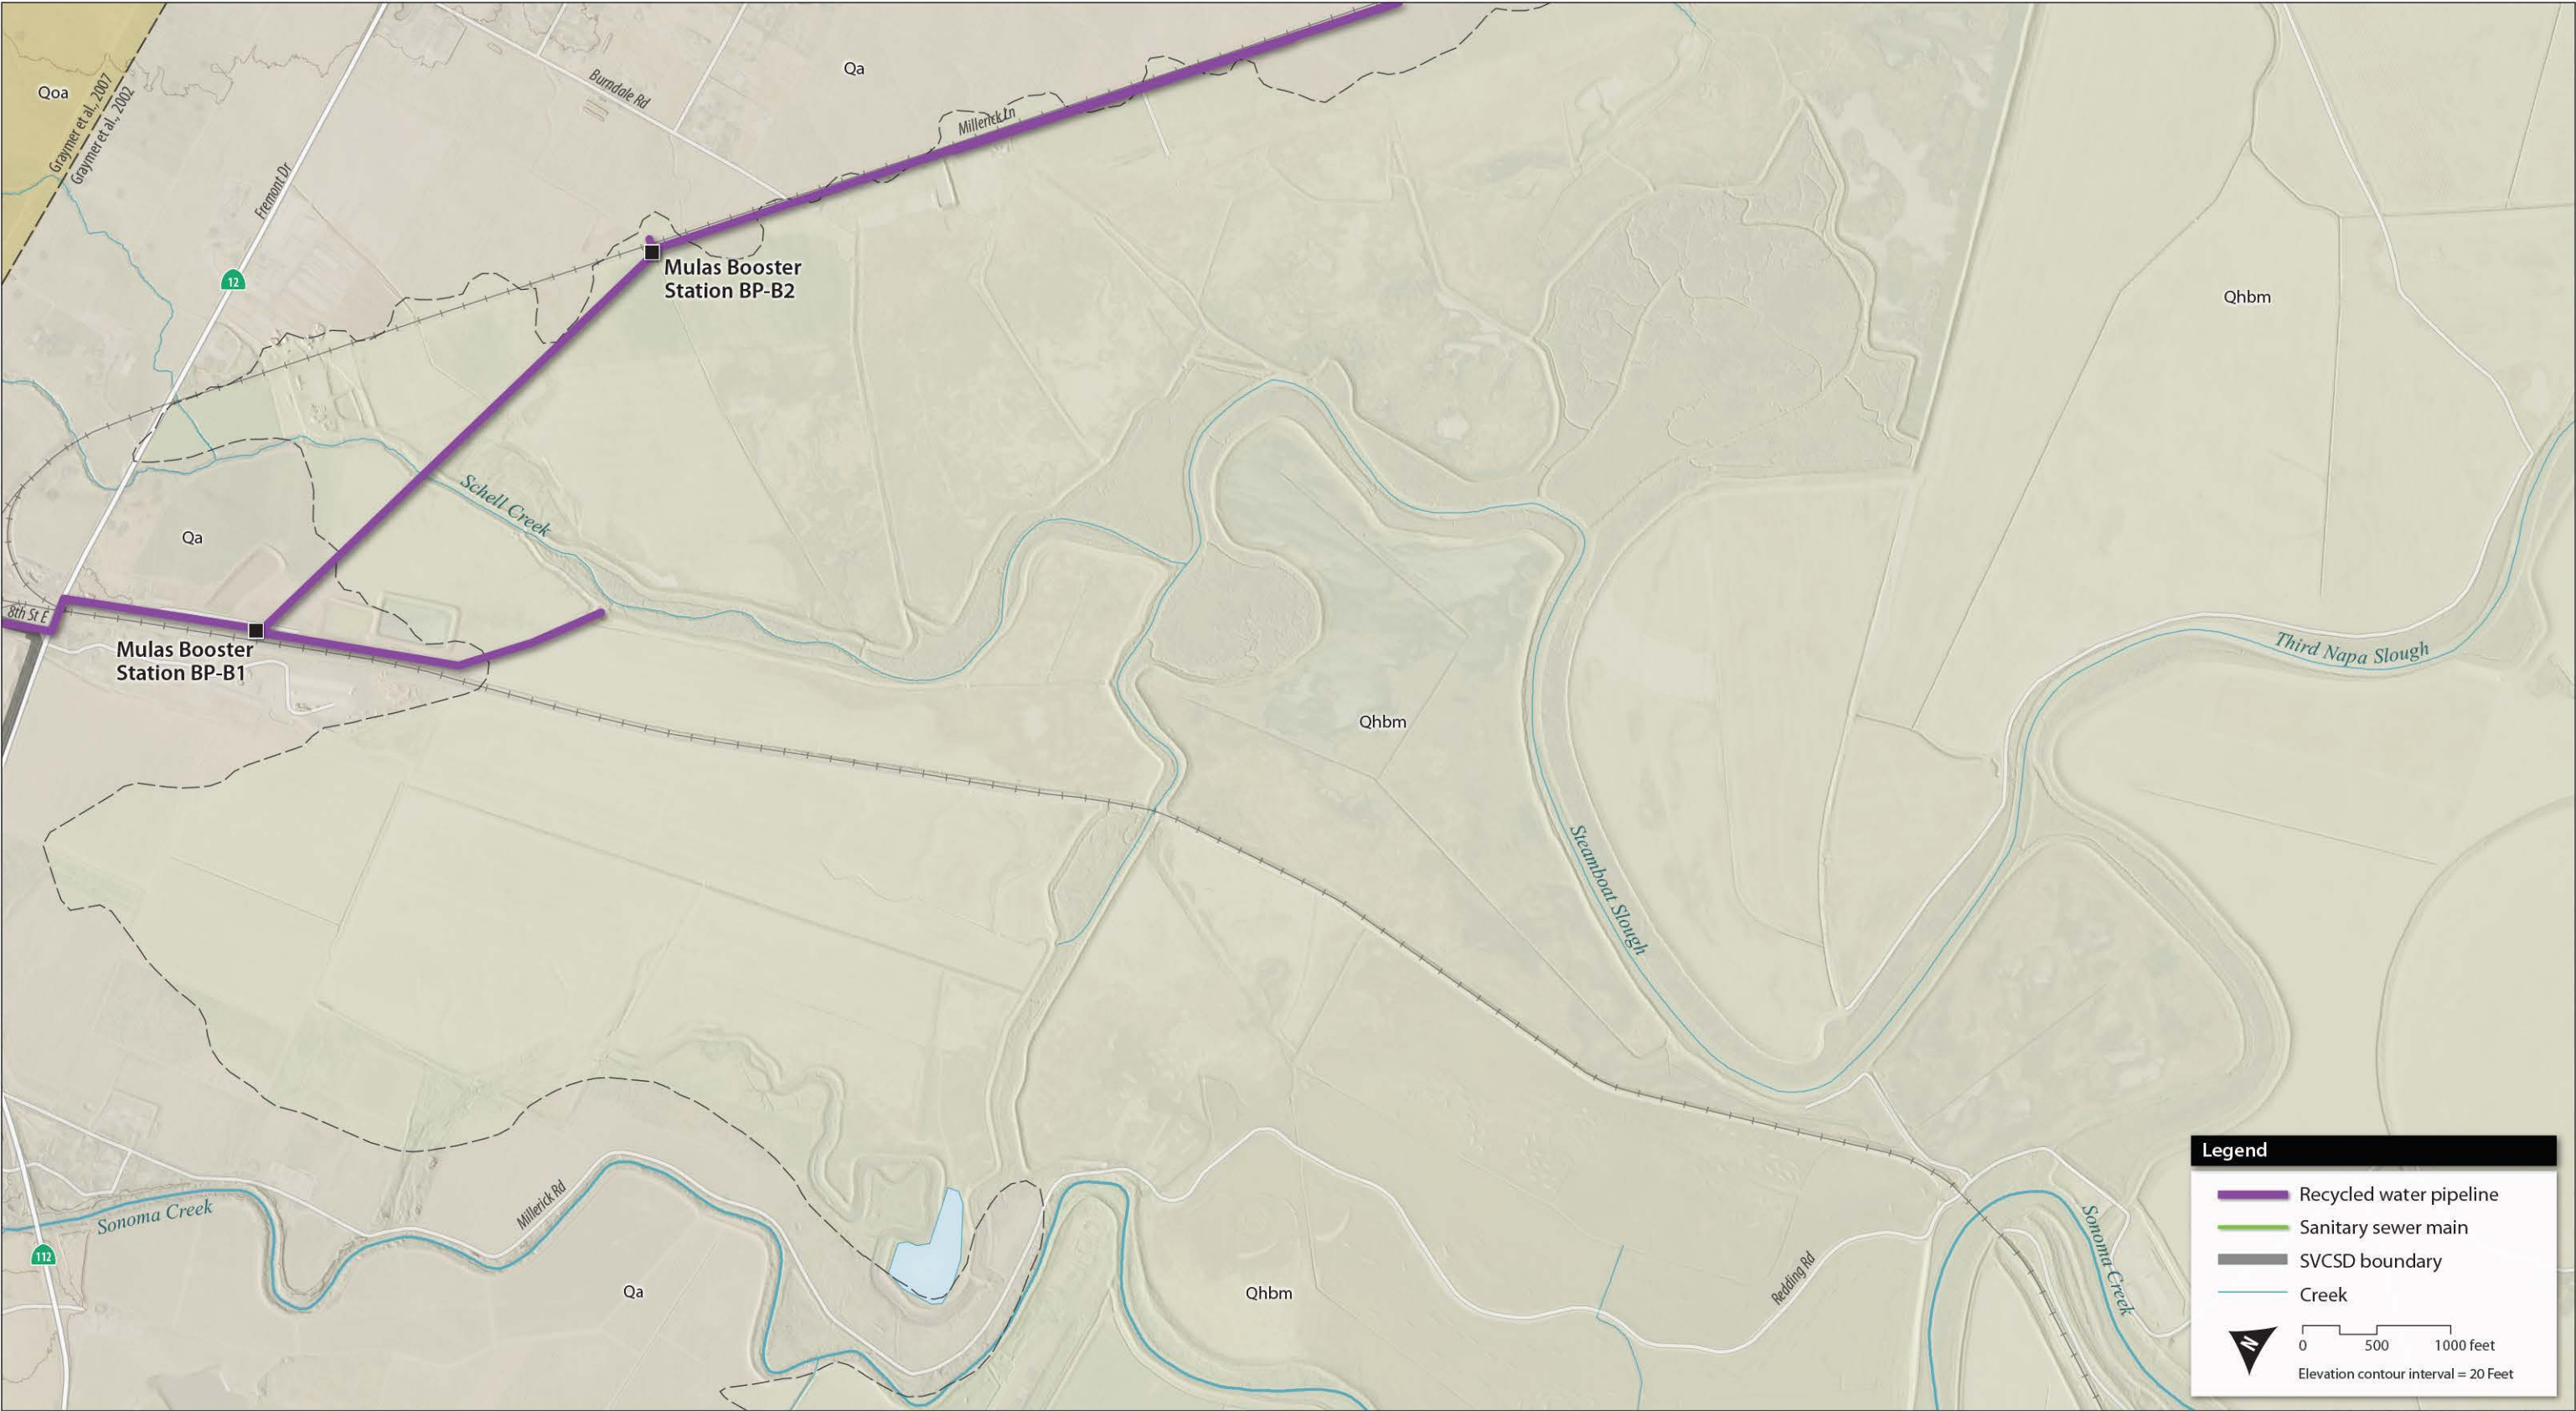 Qoa
Graymer et al., 2007
Graymer et al., 2002
Burndale Rd
Qa
Millerick Ln
Fremont Dr
12
Mulas Booster
Station BP-B2
Qhbm
Schell Creek
Qa
8th St E
Mulas Booster
Station BP-B1
Third Napa Slough
Qhbm
Steamboat Slough
Sonoma Creek
Millerick Rd
112
Qa
Qhbm
Redding Rd
Sonoma Creek
Legend
Recycled water pipeline
Sanitary sewer main
SVCSD boundary
Creek
N
0 500 1000 feet
Elevation contour interval = 20 Feet